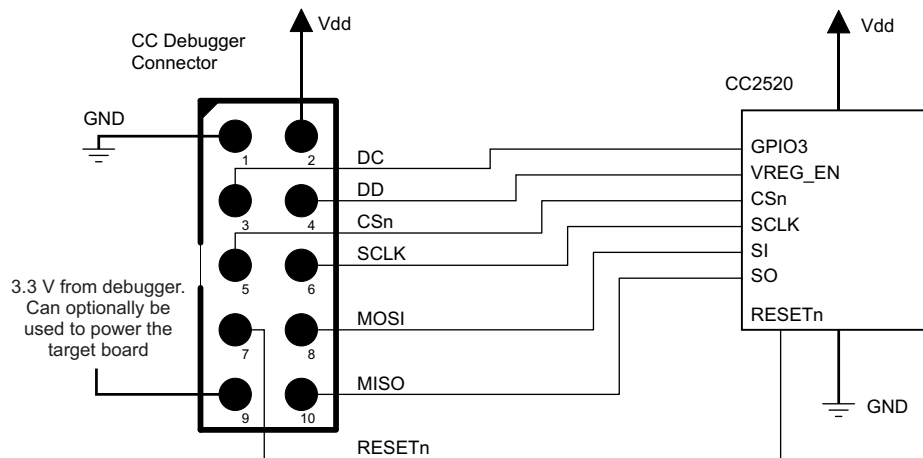 CC Debugger
Connector
Vdd
Vdd
CC2520
GND
1
2
DC
GPIO3
DD
VREG_EN
3
4
CSn
CSn
SCLK
SCLK
SI
3.3 V from debugger.
Can optionally be
used to power the
target board
5
6
SO
MOSI
RESETn
7
8
MISO
GND
9
10
RESETn